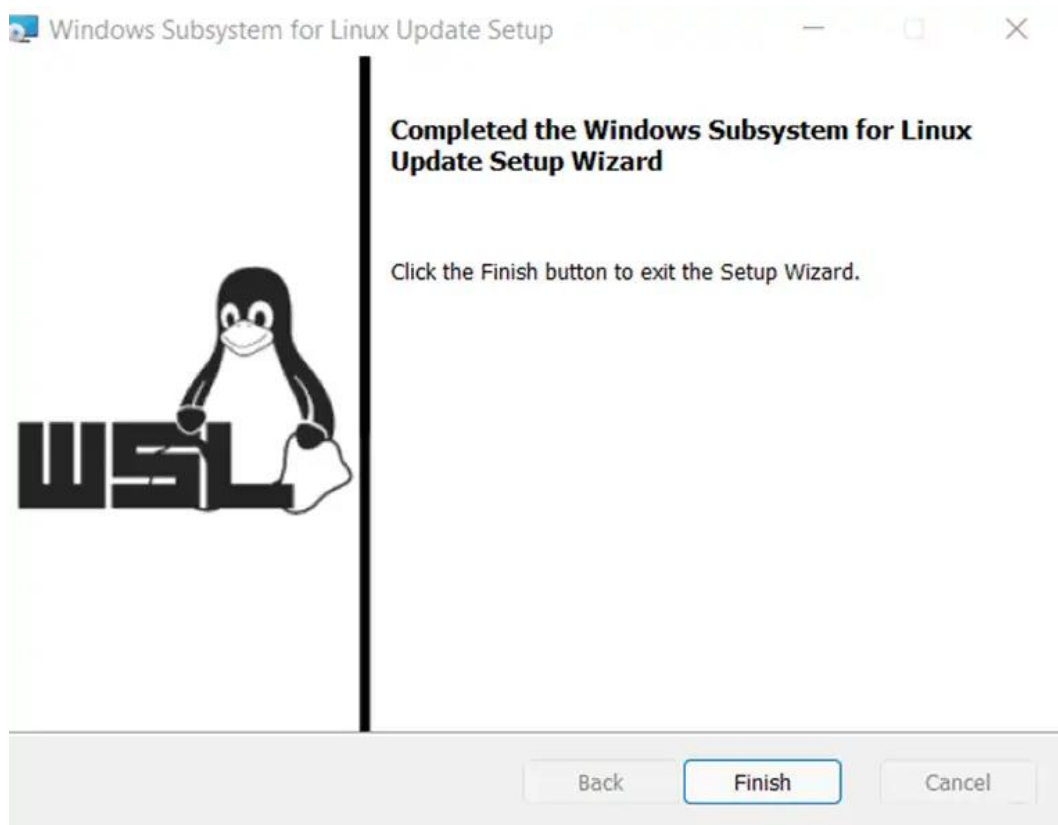 Windows Subsystem for Linux Update Setup
Completed the Windows Subsystem for Linux
Update Setup Wizard
Click the Finish button to exit the Setup Wizard.
WSL
Back
Finish
Cancel